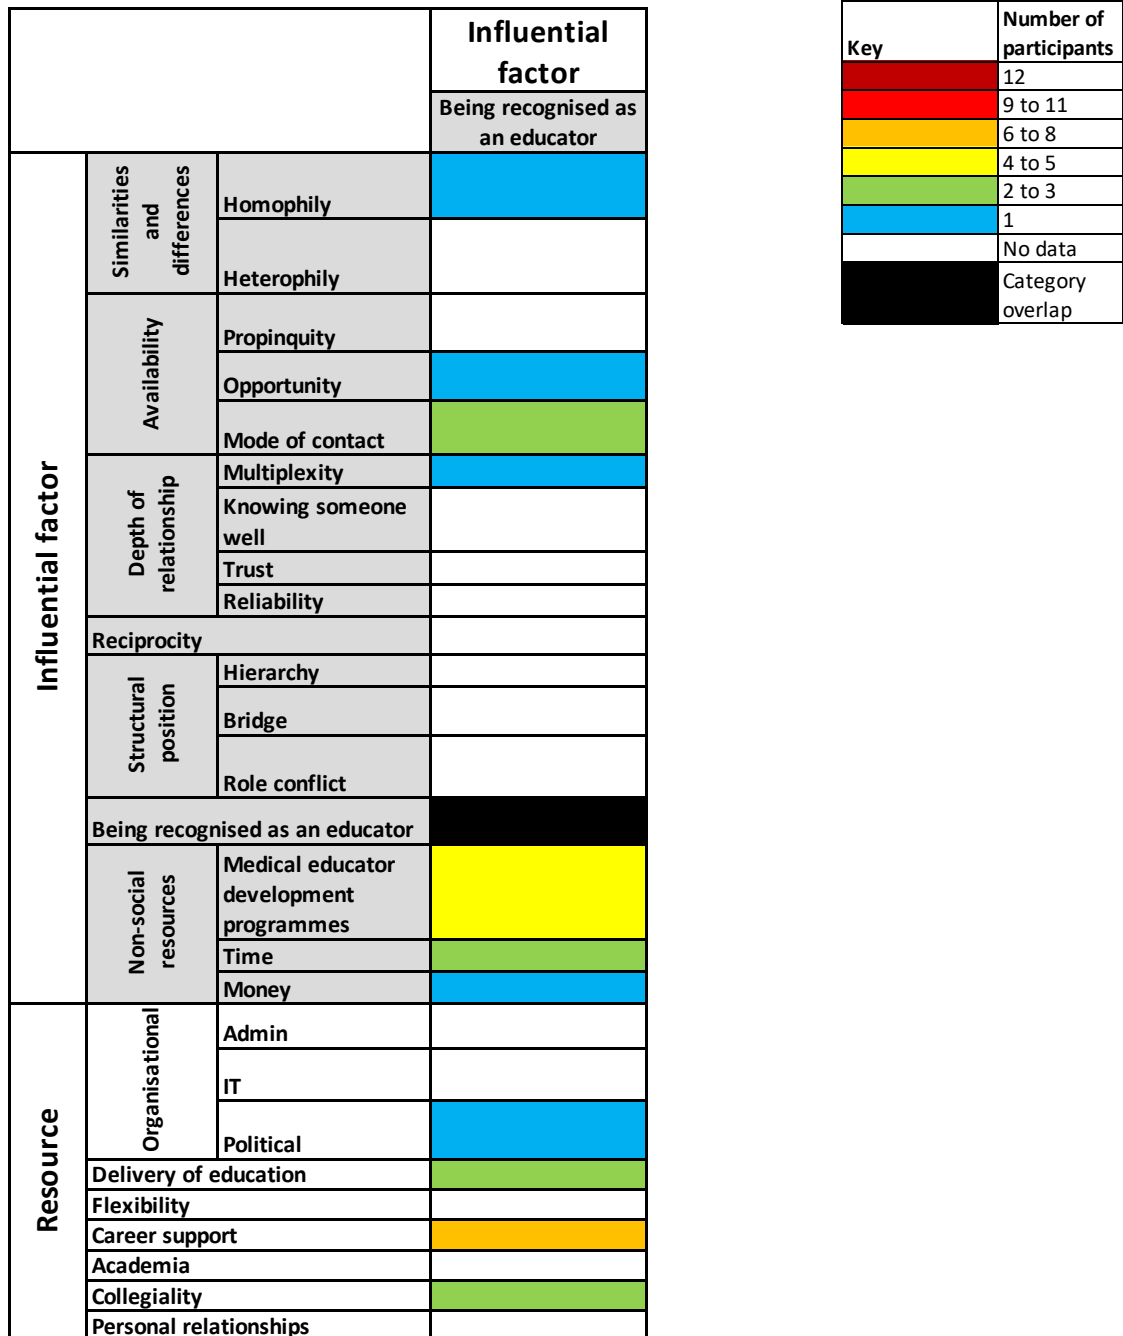 Influential
factor
Being recognised as
an educator
Influential factor
Similarities
and
differences
Homophily
Heterophily
Availability
Propinquity
Opportunity
Mode of contact
Depth of
relationship
Multiplexity
Knowing someone
well
Trust
Reliability
Reciprocity
Structural
position
Hierarchy
Bridge
Role conflict
Being recognised as an educator
Non-social
resources
Medical educator
development
programmes
Time
Money
Resource
Organisational
Admin
IT
Political
Delivery of education
Flexibility
Career support
Academia
Collegiality
Personal relationships
Key
Number of
participants
12
9 to 11
6 to 8
4 to 5
2 to 3
1
No data
Category
overlap